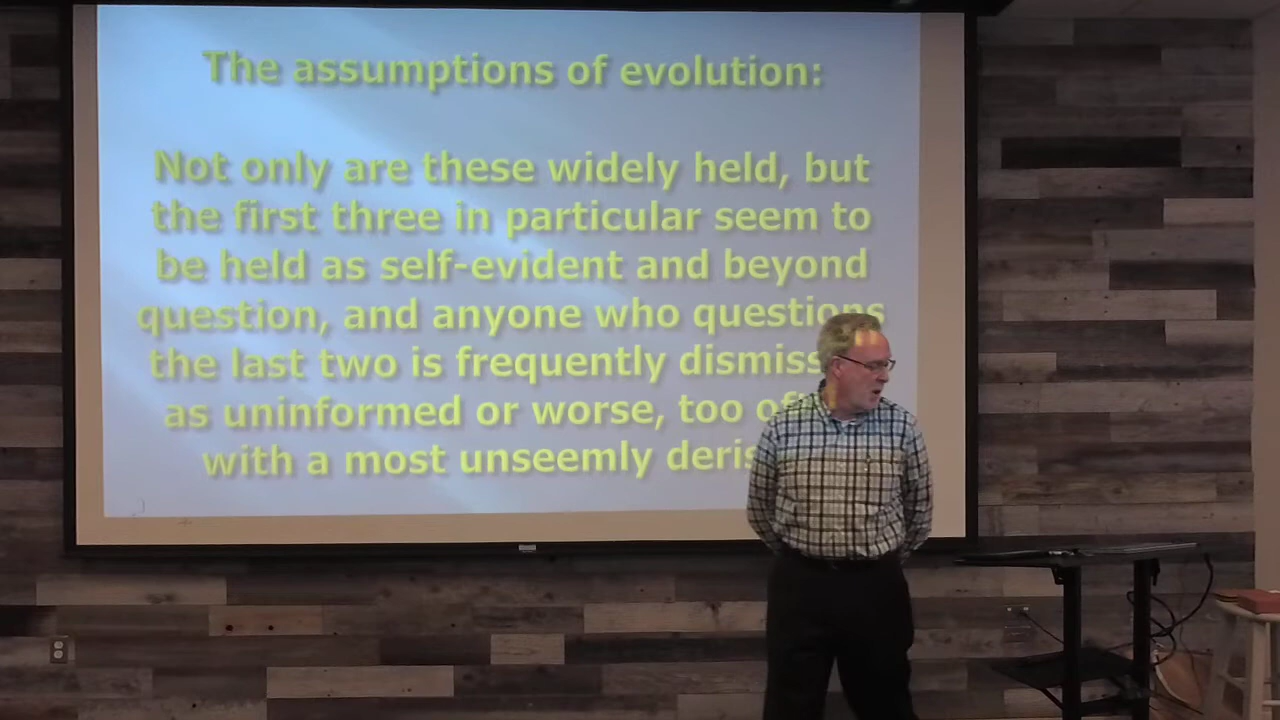 The assumptions of evolution:
Not only are these widely held, but
the first three in particular seem to
be held as self-evident and beyond
question, and anyone who questions
the last two is frequently
as uninformed or worse, too
with a most unseemly